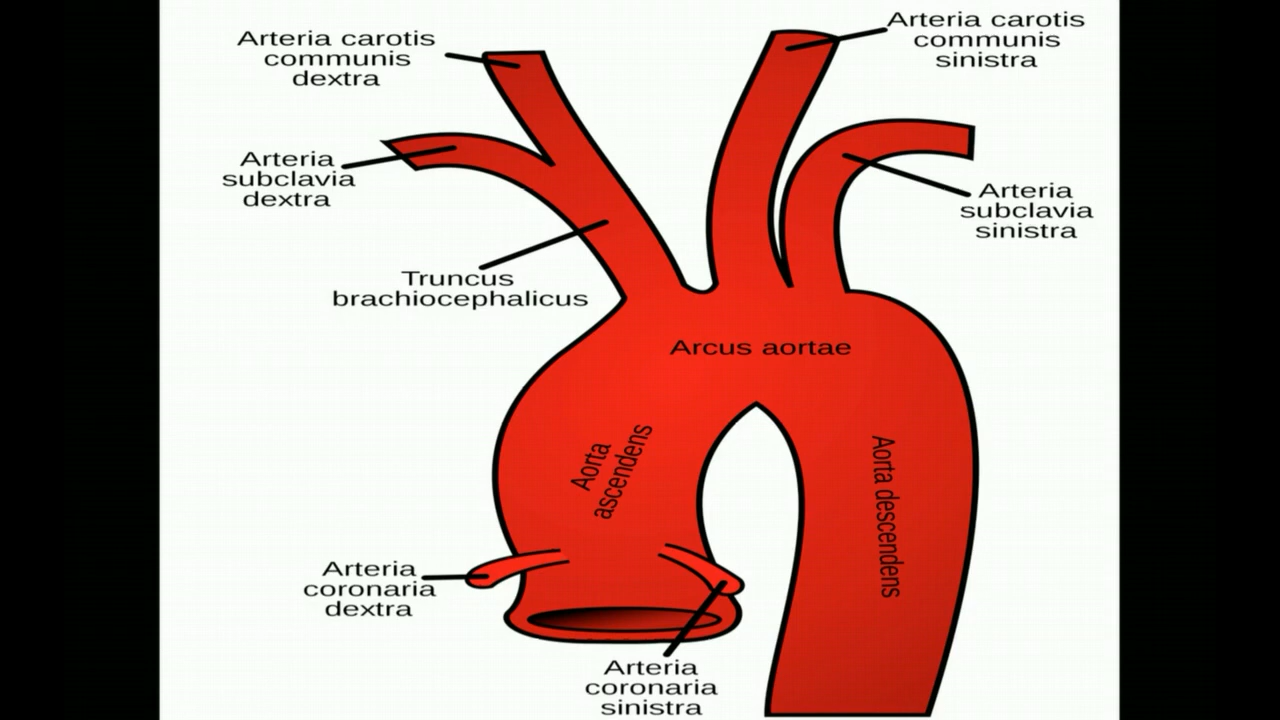 Arteria carotis
communis
dextra
Arteria carotis
communis
sinistra
Arteria
subclavia
dextra
Arteria
subclavia
sinistra
Truncus
brachiocephalicus
Arcus aortae
Aorta
ascendens
Aorta descendens
Arteria
coronaria
dextra
Arteria
coronaria
sinistra